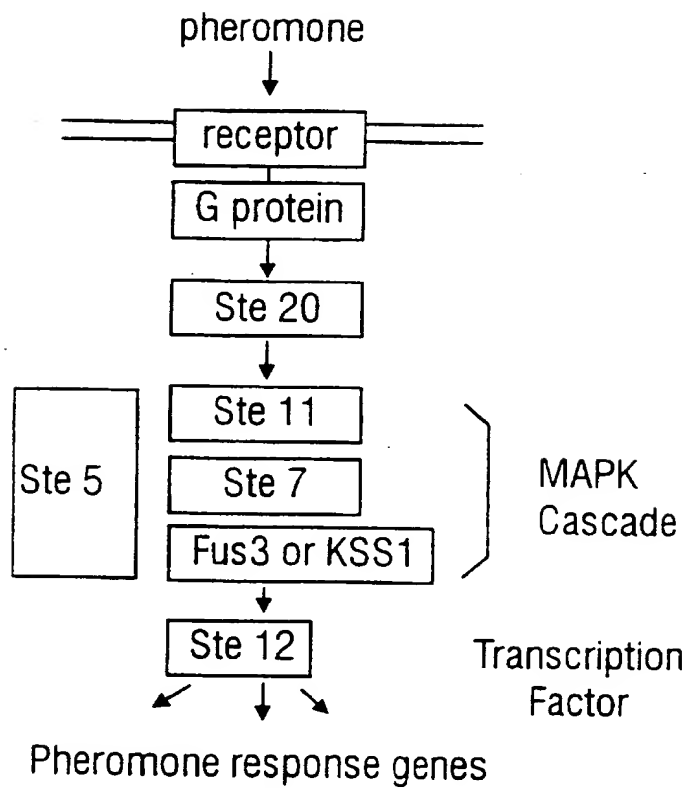 pheromone
receptor
G protein
Ste 20
Ste 11
Ste 5
Ste 7
MAPK
Cascade
Fus3 or KSS1
Ste 12
Transcription
Factor
Pheromone response genes